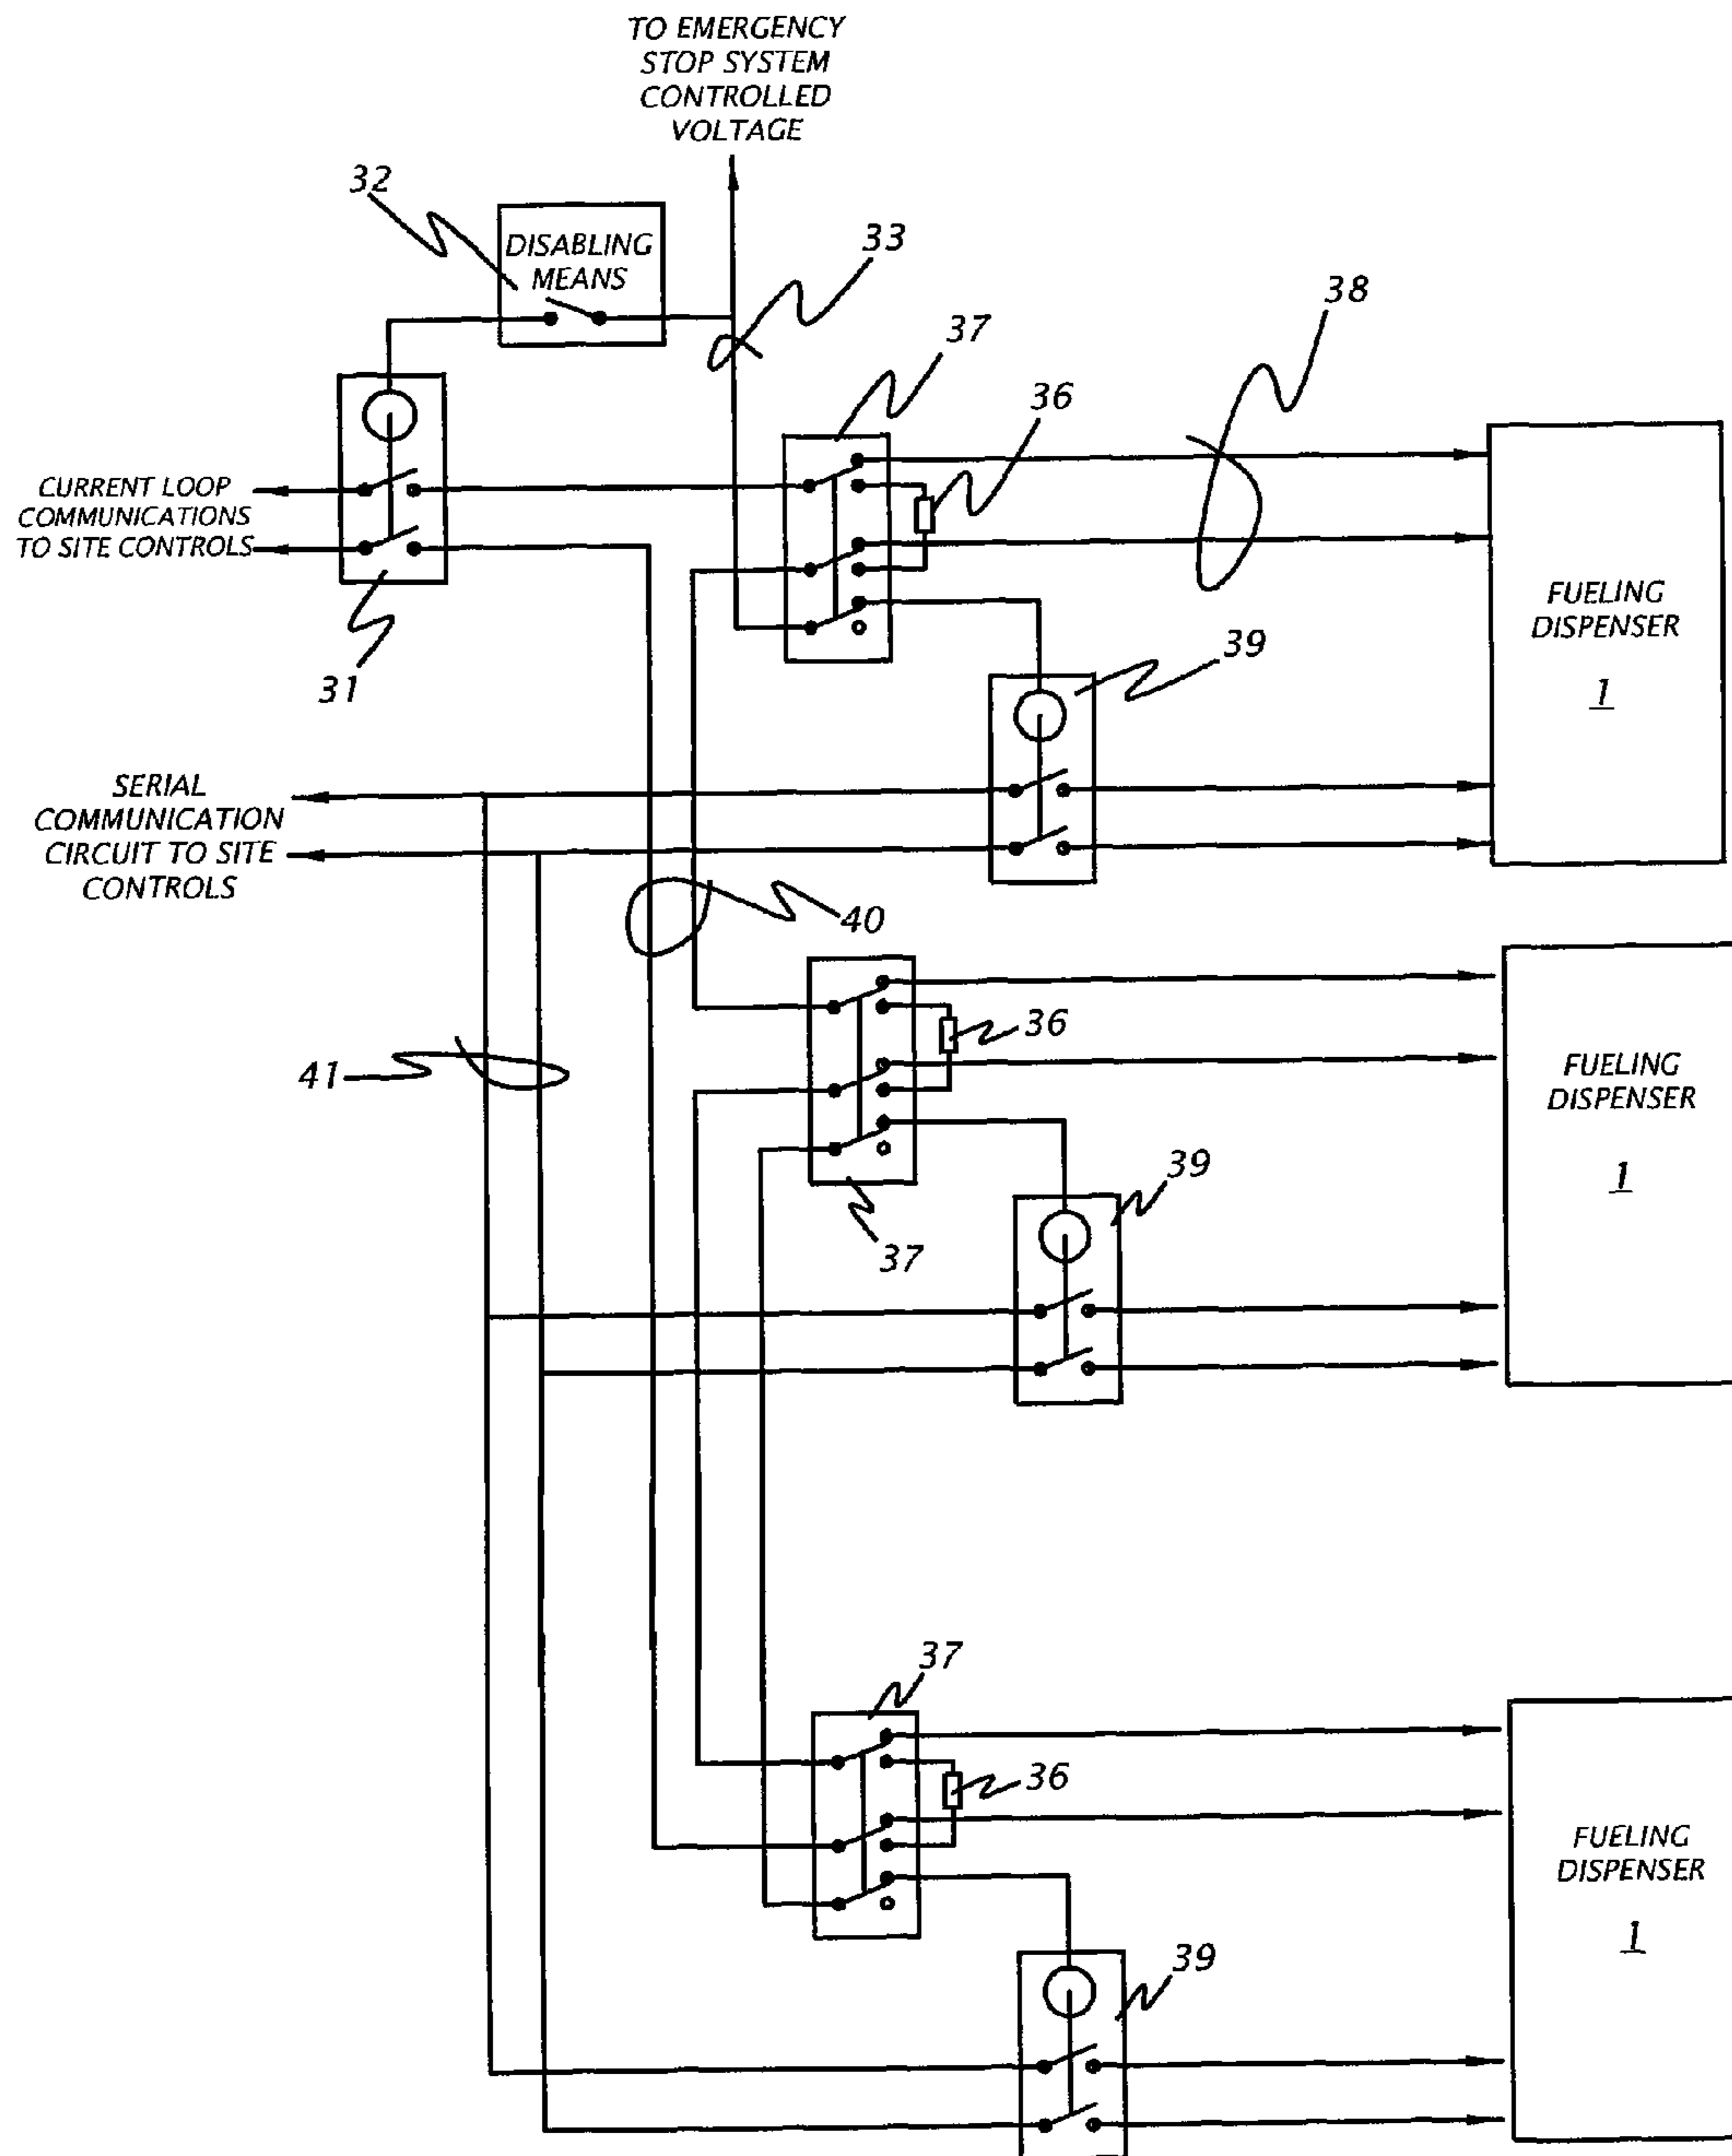 TO EMERGENCY
STOP SYSTEM
CONTROLLED
VOLTAGE
32
DISABLING
MEANS
33
38
37
36
CURRENT LOOP
COMMUNICATIONS
TO SITE CONTROLS
31
FUELING
DISPENSER
1
39
SERIAL
COMMUNICATION
CIRCUIT TO SITE
CONTROLS
40
36
41
FUELING
DISPENSER
1
39
37
37
36
FUELING
DISPENSER
1
39